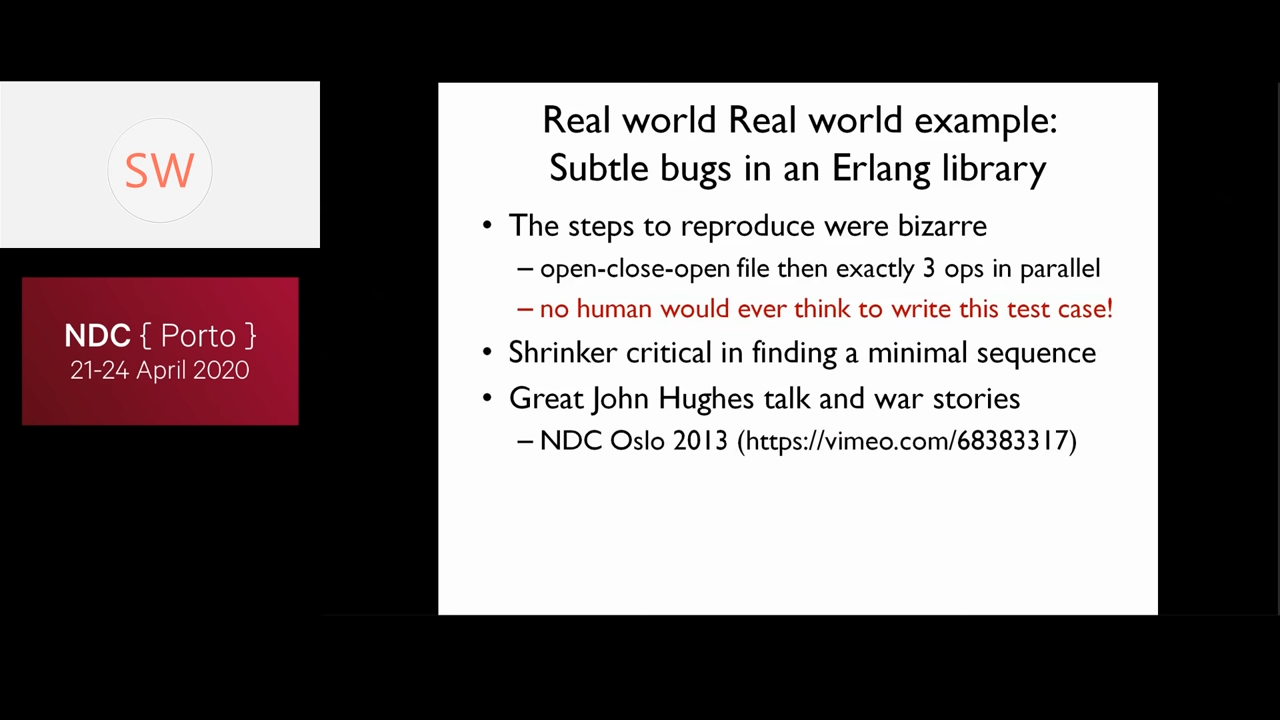 SW
NDC { Porto }
21-24 April 2020
Real world Real world example:
Subtle bugs in an Erlang library
• The steps to reproduce were bizarre
– open-close-open file then exactly 3 ops in parallel
– no human would ever think to write this test case!
• Shrinker critical in finding a minimal sequence
• Great John Hughes talk and war stories
– NDC Oslo 2013 (https://vimeo.com/68383317)